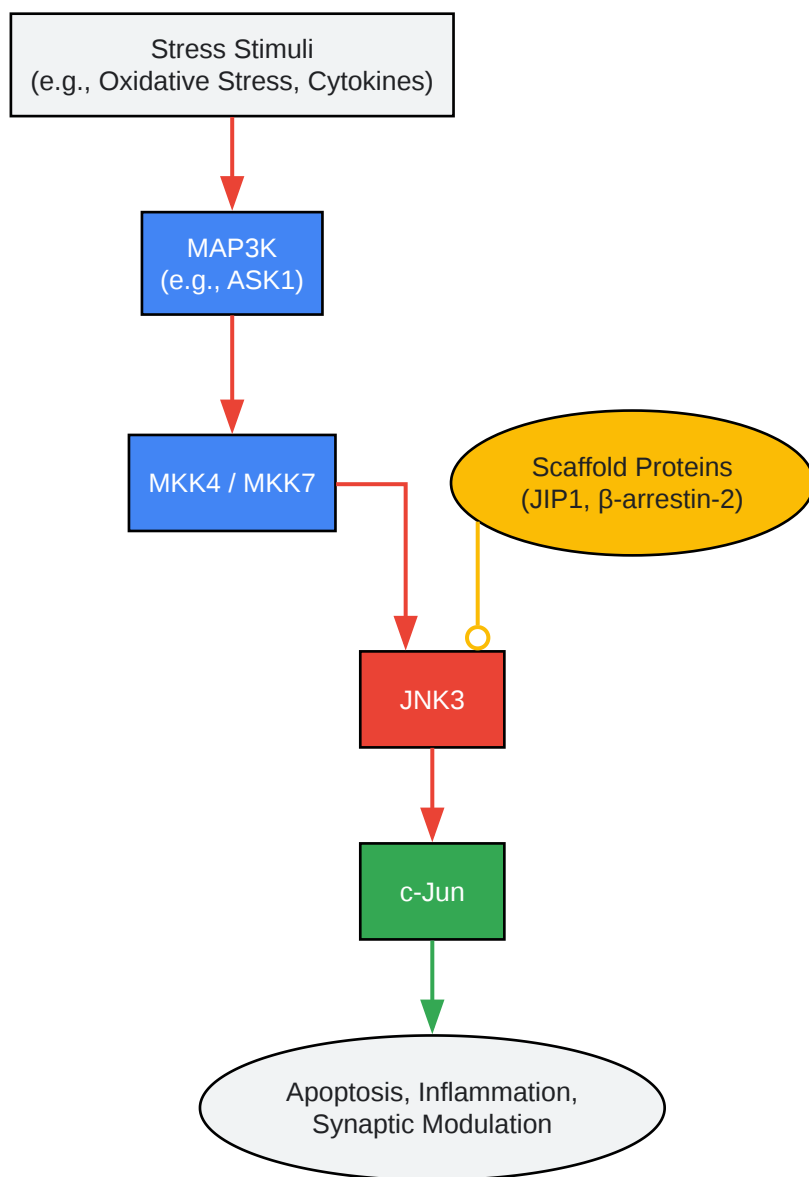 Stress Stimuli
(e.g., Oxidative Stress, Cytokines)
MAP3K
(e.g., ASK1)
MKK4 / MKK7
Scaffold Proteins
(JIP1, β-arrestin-2)
JNK3
c-Jun
Apoptosis, Inflammation,
Synaptic Modulation